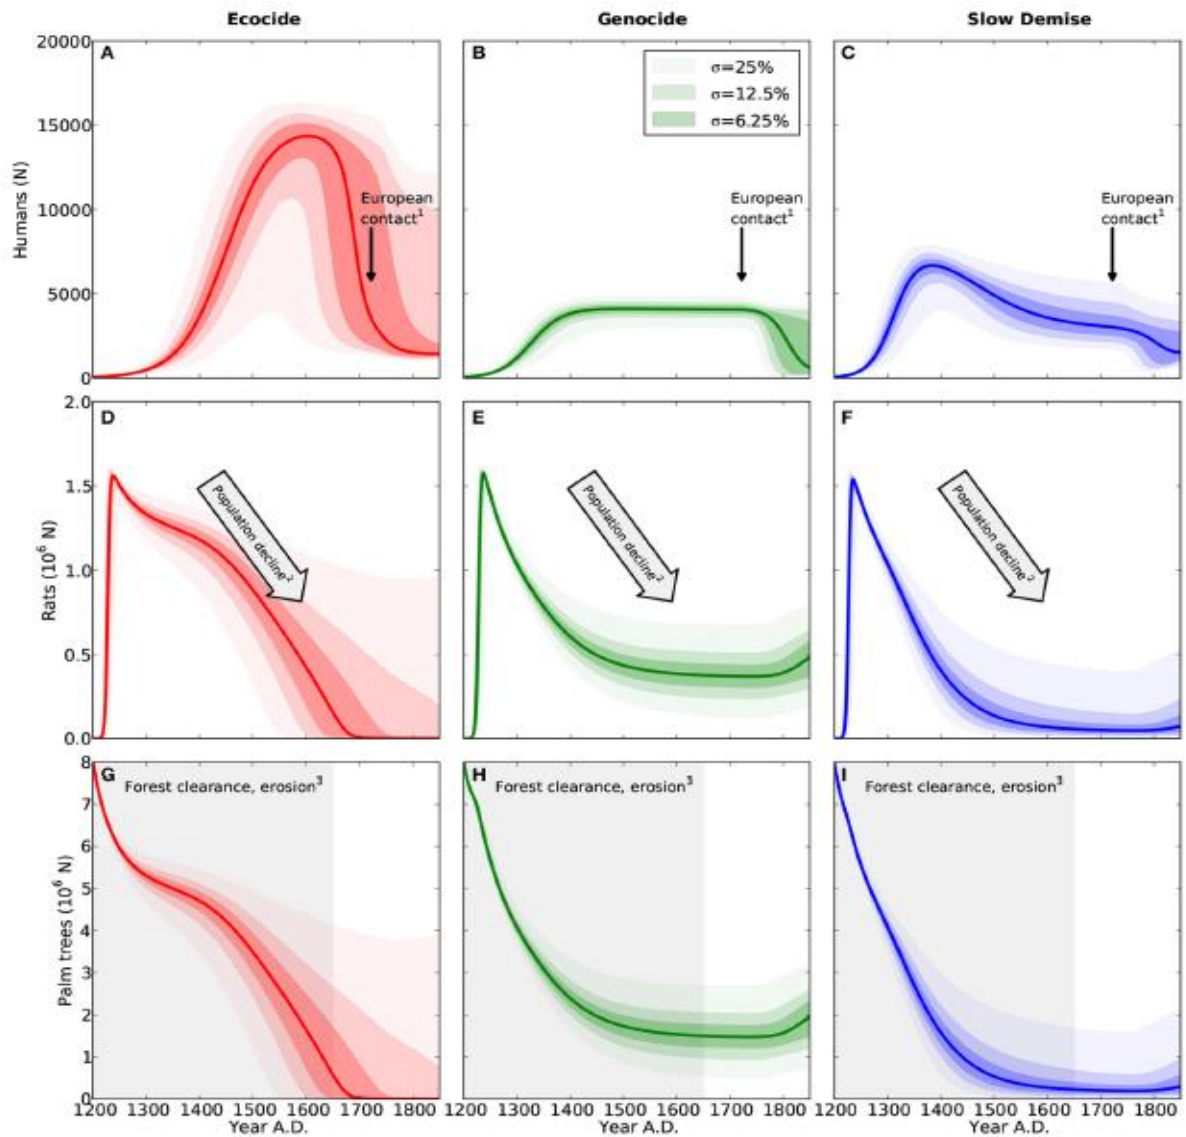 Ecocide
Genocide
Slow Demise
A
B
C
20000
15000
10000
5000
0
Humans (N)
σ=25%
σ=12.5%
σ=6.25%
European
contact¹
European
contact¹
European
contact¹
D
E
F
2.0
1.5
1.0
0.5
0.0
Rats (10⁶ N)
Population decline²
Population decline²
Population decline²
G
H
I
Forest clearance, erosion³
Forest clearance, erosion³
Forest clearance, erosion³
8
7
6
5
4
3
2
1
0
Palm trees (10⁶ N)
1200 1300 1400 1500 1600 1700 1800
1200 1300 1400 1500 1600 1700 1800
1200 1300 1400 1500 1600 1700 1800
Year A.D.
Year A.D.
Year A.D.